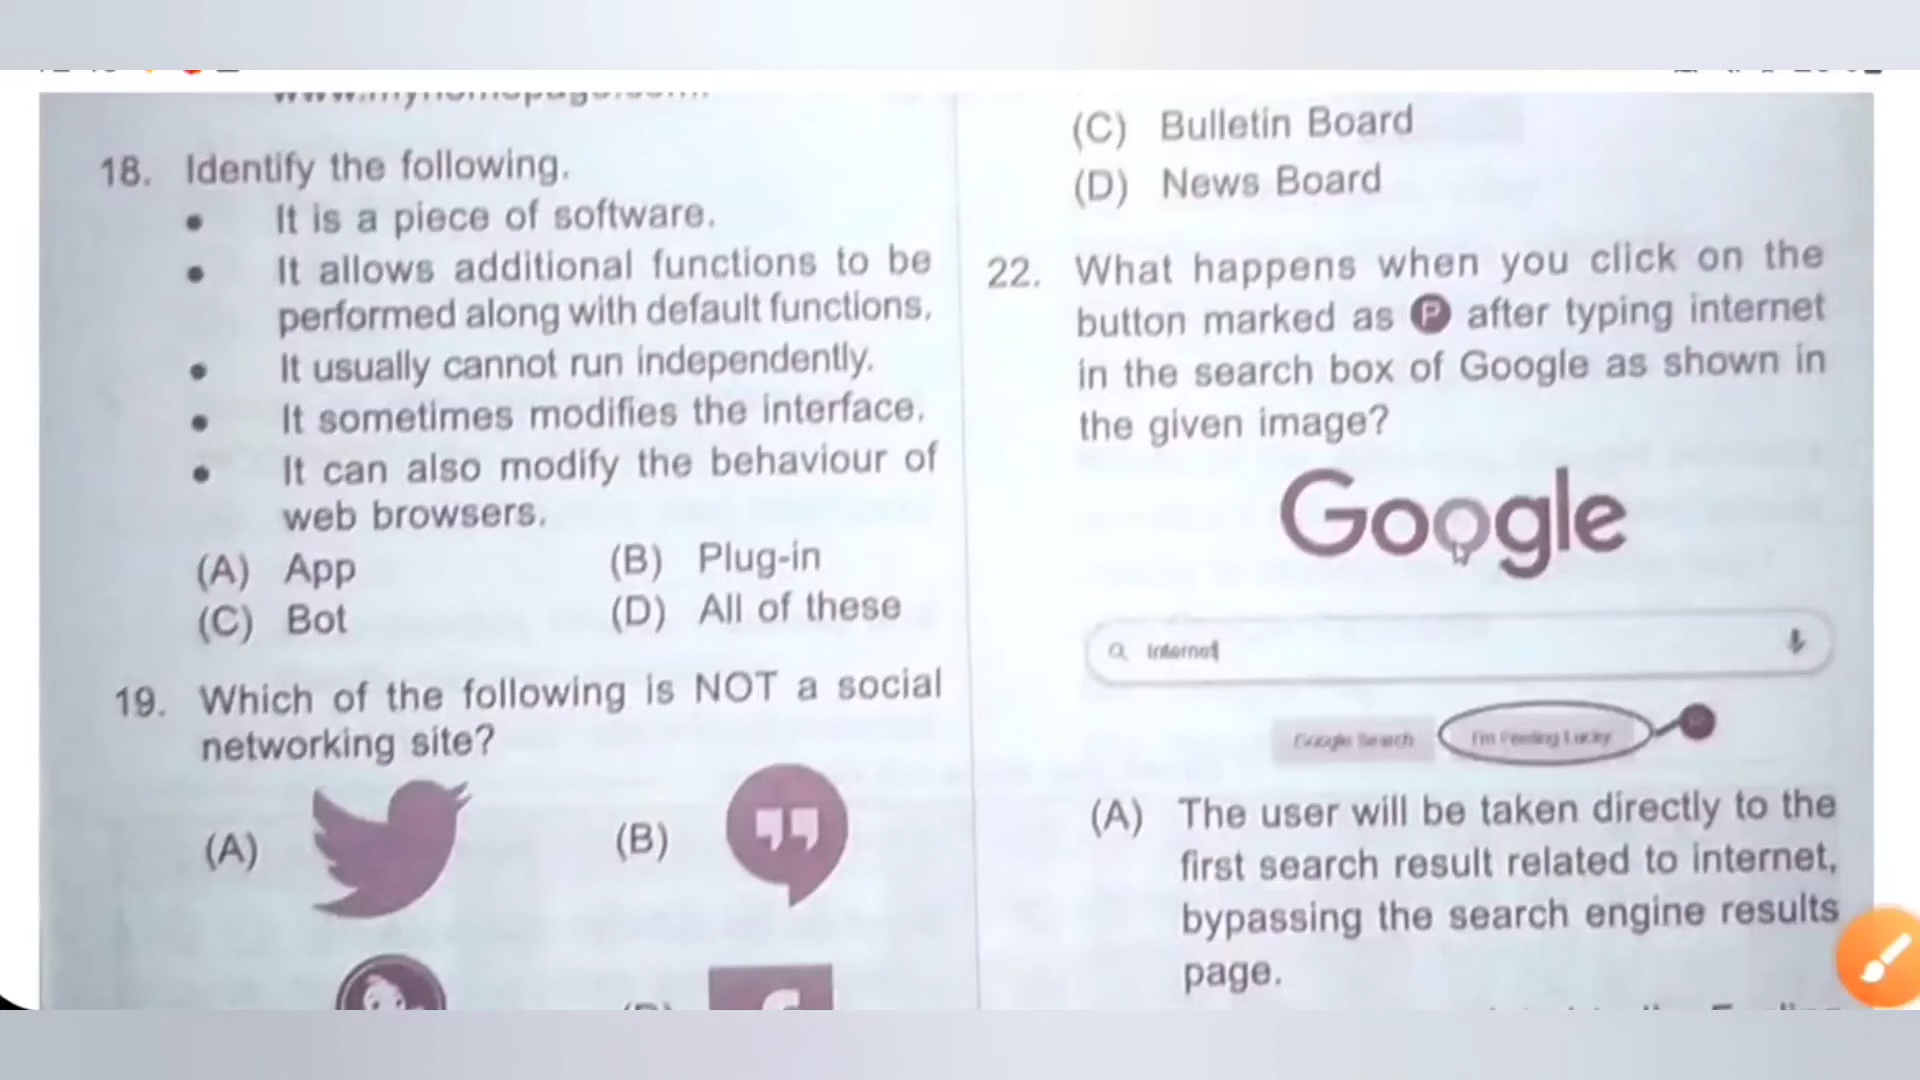 18. Identify the following.
• It is a piece of software.
• It allows additional functions to be
performed along with default functions.
• It usually cannot run independently.
• It sometimes modifies the interface.
• It can also modify the behaviour of
web browsers.
(A) App (B) Plug-in
(C) Bot (D) All of these
19. Which of the following is NOT a social
networking site?
(A) (B)
(C) Bulletin Board
(D) News Board
22. What happens when you click on the
button marked as P after typing internet
in the search box of Google as shown in
the given image?
Google
Internet
Google Search I'm Feeling Lucky
(A) The user will be taken directly to the
first search result related to internet,
bypassing the search engine results
page.